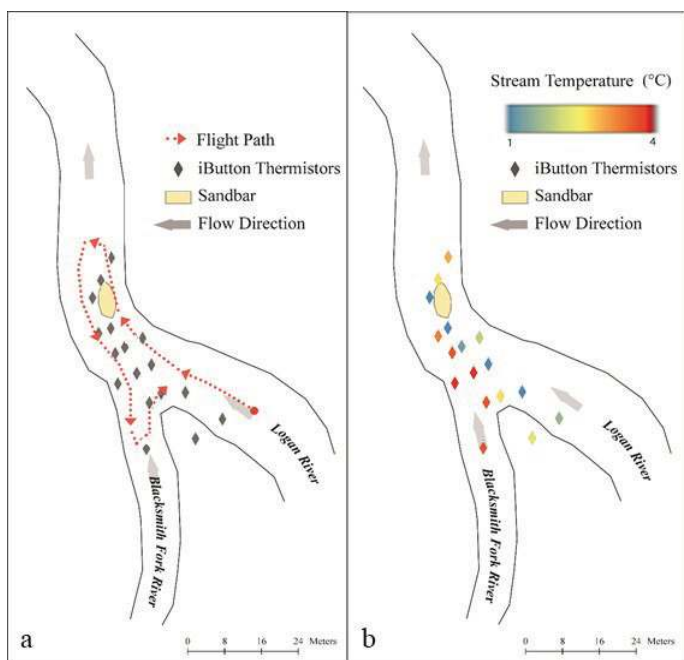 Flight Path
iButton Thermistors
Sandbar
Flow Direction
Logan River
Blacksmith Fork River
a
0 8 16 24 Meters
Stream Temperature (°C)
1 4
iButton Thermistors
Sandbar
Flow Direction
Logan River
Blacksmith Fork River
b
0 8 16 24 Meters